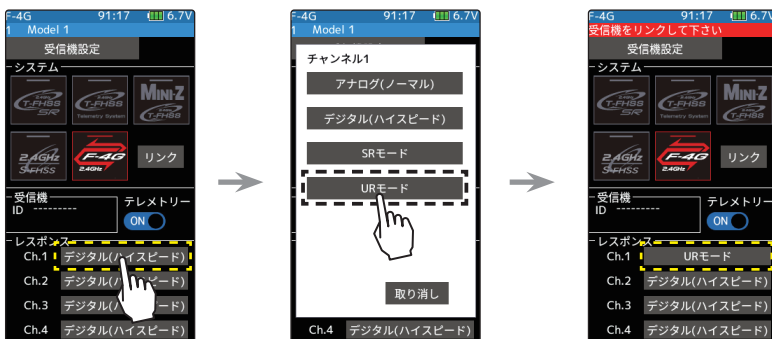 F-4G 91:17 6.7V
1 Model 1
受信機設定
システム
2.4GHz T-FHSS SR
2.4GHz T-FHSS Telemetry System
MINI-Z 2.4GHz T-FHSS
2.4GHz S-FHSS
F-4G 2.4GHz
リンク
受信機
ID ---------
テレメトリー
ON
レスポンス
Ch.1 デジタル(ハイスピード)
Ch.2 デジタル(ハイスピード)
Ch.3 デジタル(ハイスピード)
Ch.4 デジタル(ハイスピード)
F-4G 91:17 6.7V
1 Model 1
チャンネル1
アナログ(ノーマル)
デジタル(ハイスピード)
SRモード
URモード
取り消し
Ch.4 デジタル(ハイスピード)
F-4G 91:17 6.7V
受信機をリンクして下さい
受信機設定
システム
2.4GHz T-FHSS SR
2.4GHz T-FHSS Telemetry System
MINI-Z 2.4GHz T-FHSS
2.4GHz S-FHSS
F-4G 2.4GHz
リンク
受信機
ID ---------
テレメトリー
ON
レスポンス
Ch.1 URモード
Ch.2 デジタル(ハイスピード)
Ch.3 デジタル(ハイスピード)
Ch.4 デジタル(ハイスピード)